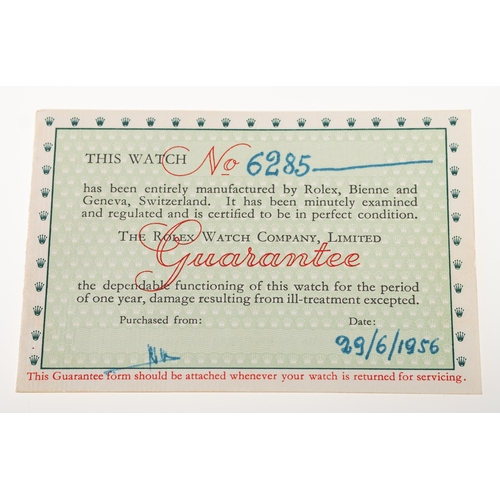 THIS WATCH No 6285
has been entirely manufactured by Rolex, Bienne and
Geneva, Switzerland. It has been minutely examined
and regulated and is certified to be in perfect condition.
THE ROLEX WATCH COMPANY, LIMITED
Guarantee
the dependable functioning of this watch for the period
of one year, damage resulting from ill-treatment excepted.
Purchased from: Date:
29/6/1956
This Guarantee form should be attached whenever your watch is returned for servicing.